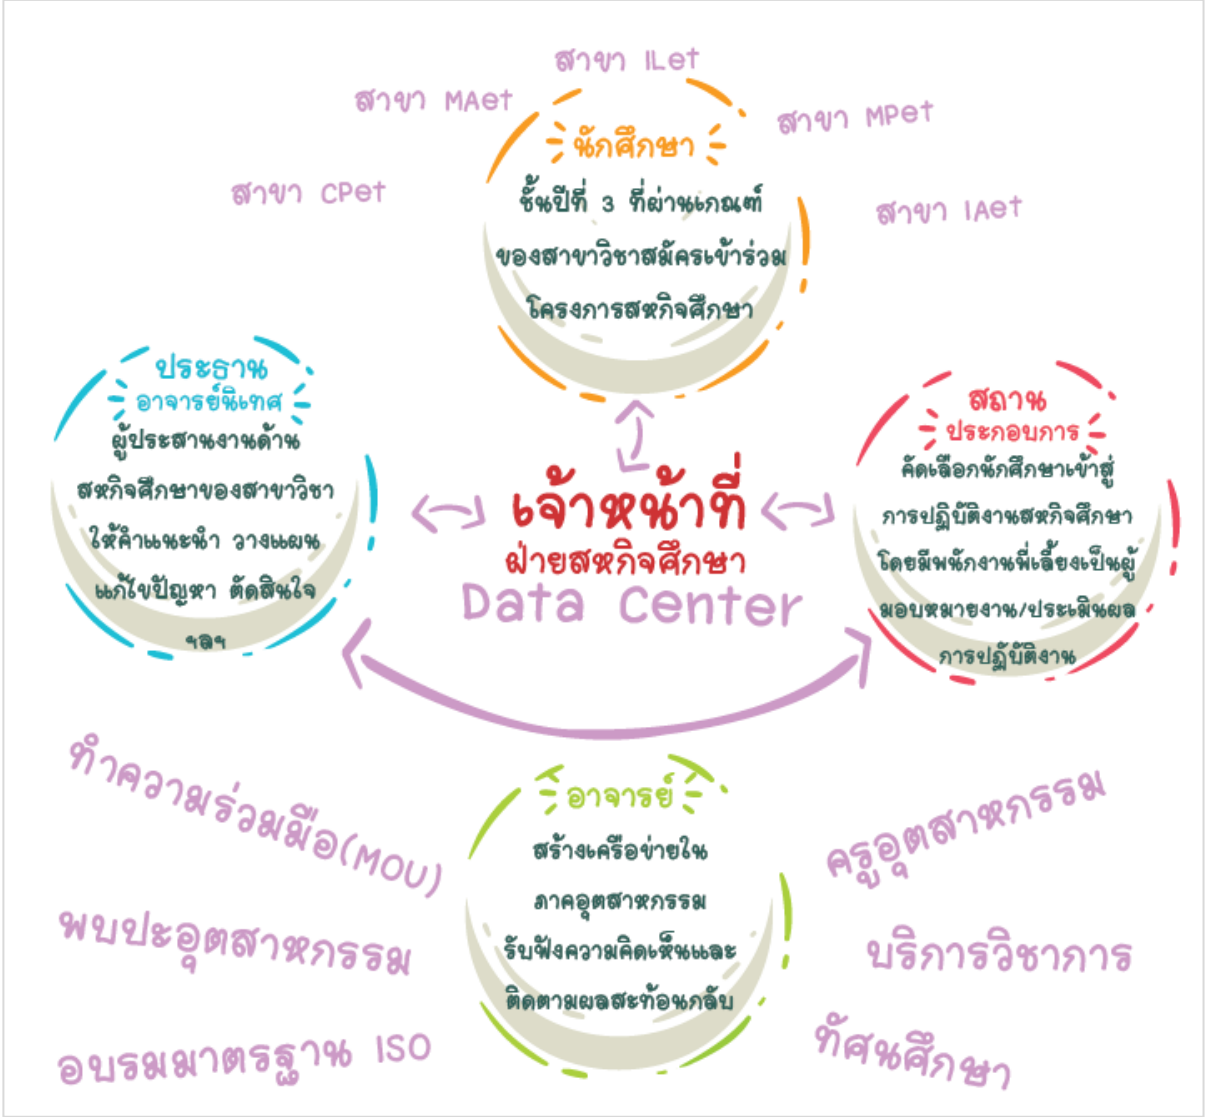 สาขา ILet
สาขา MAet
สาขา MPet
สาขา CPet
สาขา IAet
นักศึกษา
ชั้นปีที่ 3 ที่ผ่านเกณฑ์
ของสาขาวิชาสมัครเข้าร่วม
โครงการสหกิจศึกษา
ประธาน
อาจารย์นิเทศ
ผู้ประสานงานด้าน
สหกิจศึกษาของสาขาวิชา
ให้คำแนะนำ วางแผน
แก้ไขปัญหา ตัดสินใจ
ฯลฯ
เจ้าหน้าที่
ฝ่ายสหกิจศึกษา
Data Center
สถาน
ประกอบการ
คัดเลือกนักศึกษาเข้าสู่
การปฏิบัติงานสหกิจศึกษา
โดยมีพนักงานพี่เลี้ยงเป็นผู้
มอบหมายงาน/ประเมินผล
การปฏิบัติงาน
อาจารย์
สร้างเครือข่ายใน
ภาคอุตสาหกรรม
รับฟังความคิดเห็นและ
ติดตามผลสะท้อนกลับ
ทำความร่วมมือ(MOU)
พบปะอุตสาหกรรม
อบรมมาตรฐาน ISO
ครูอุตสาหกรรม
บริการวิชาการ
ทัศนศึกษา